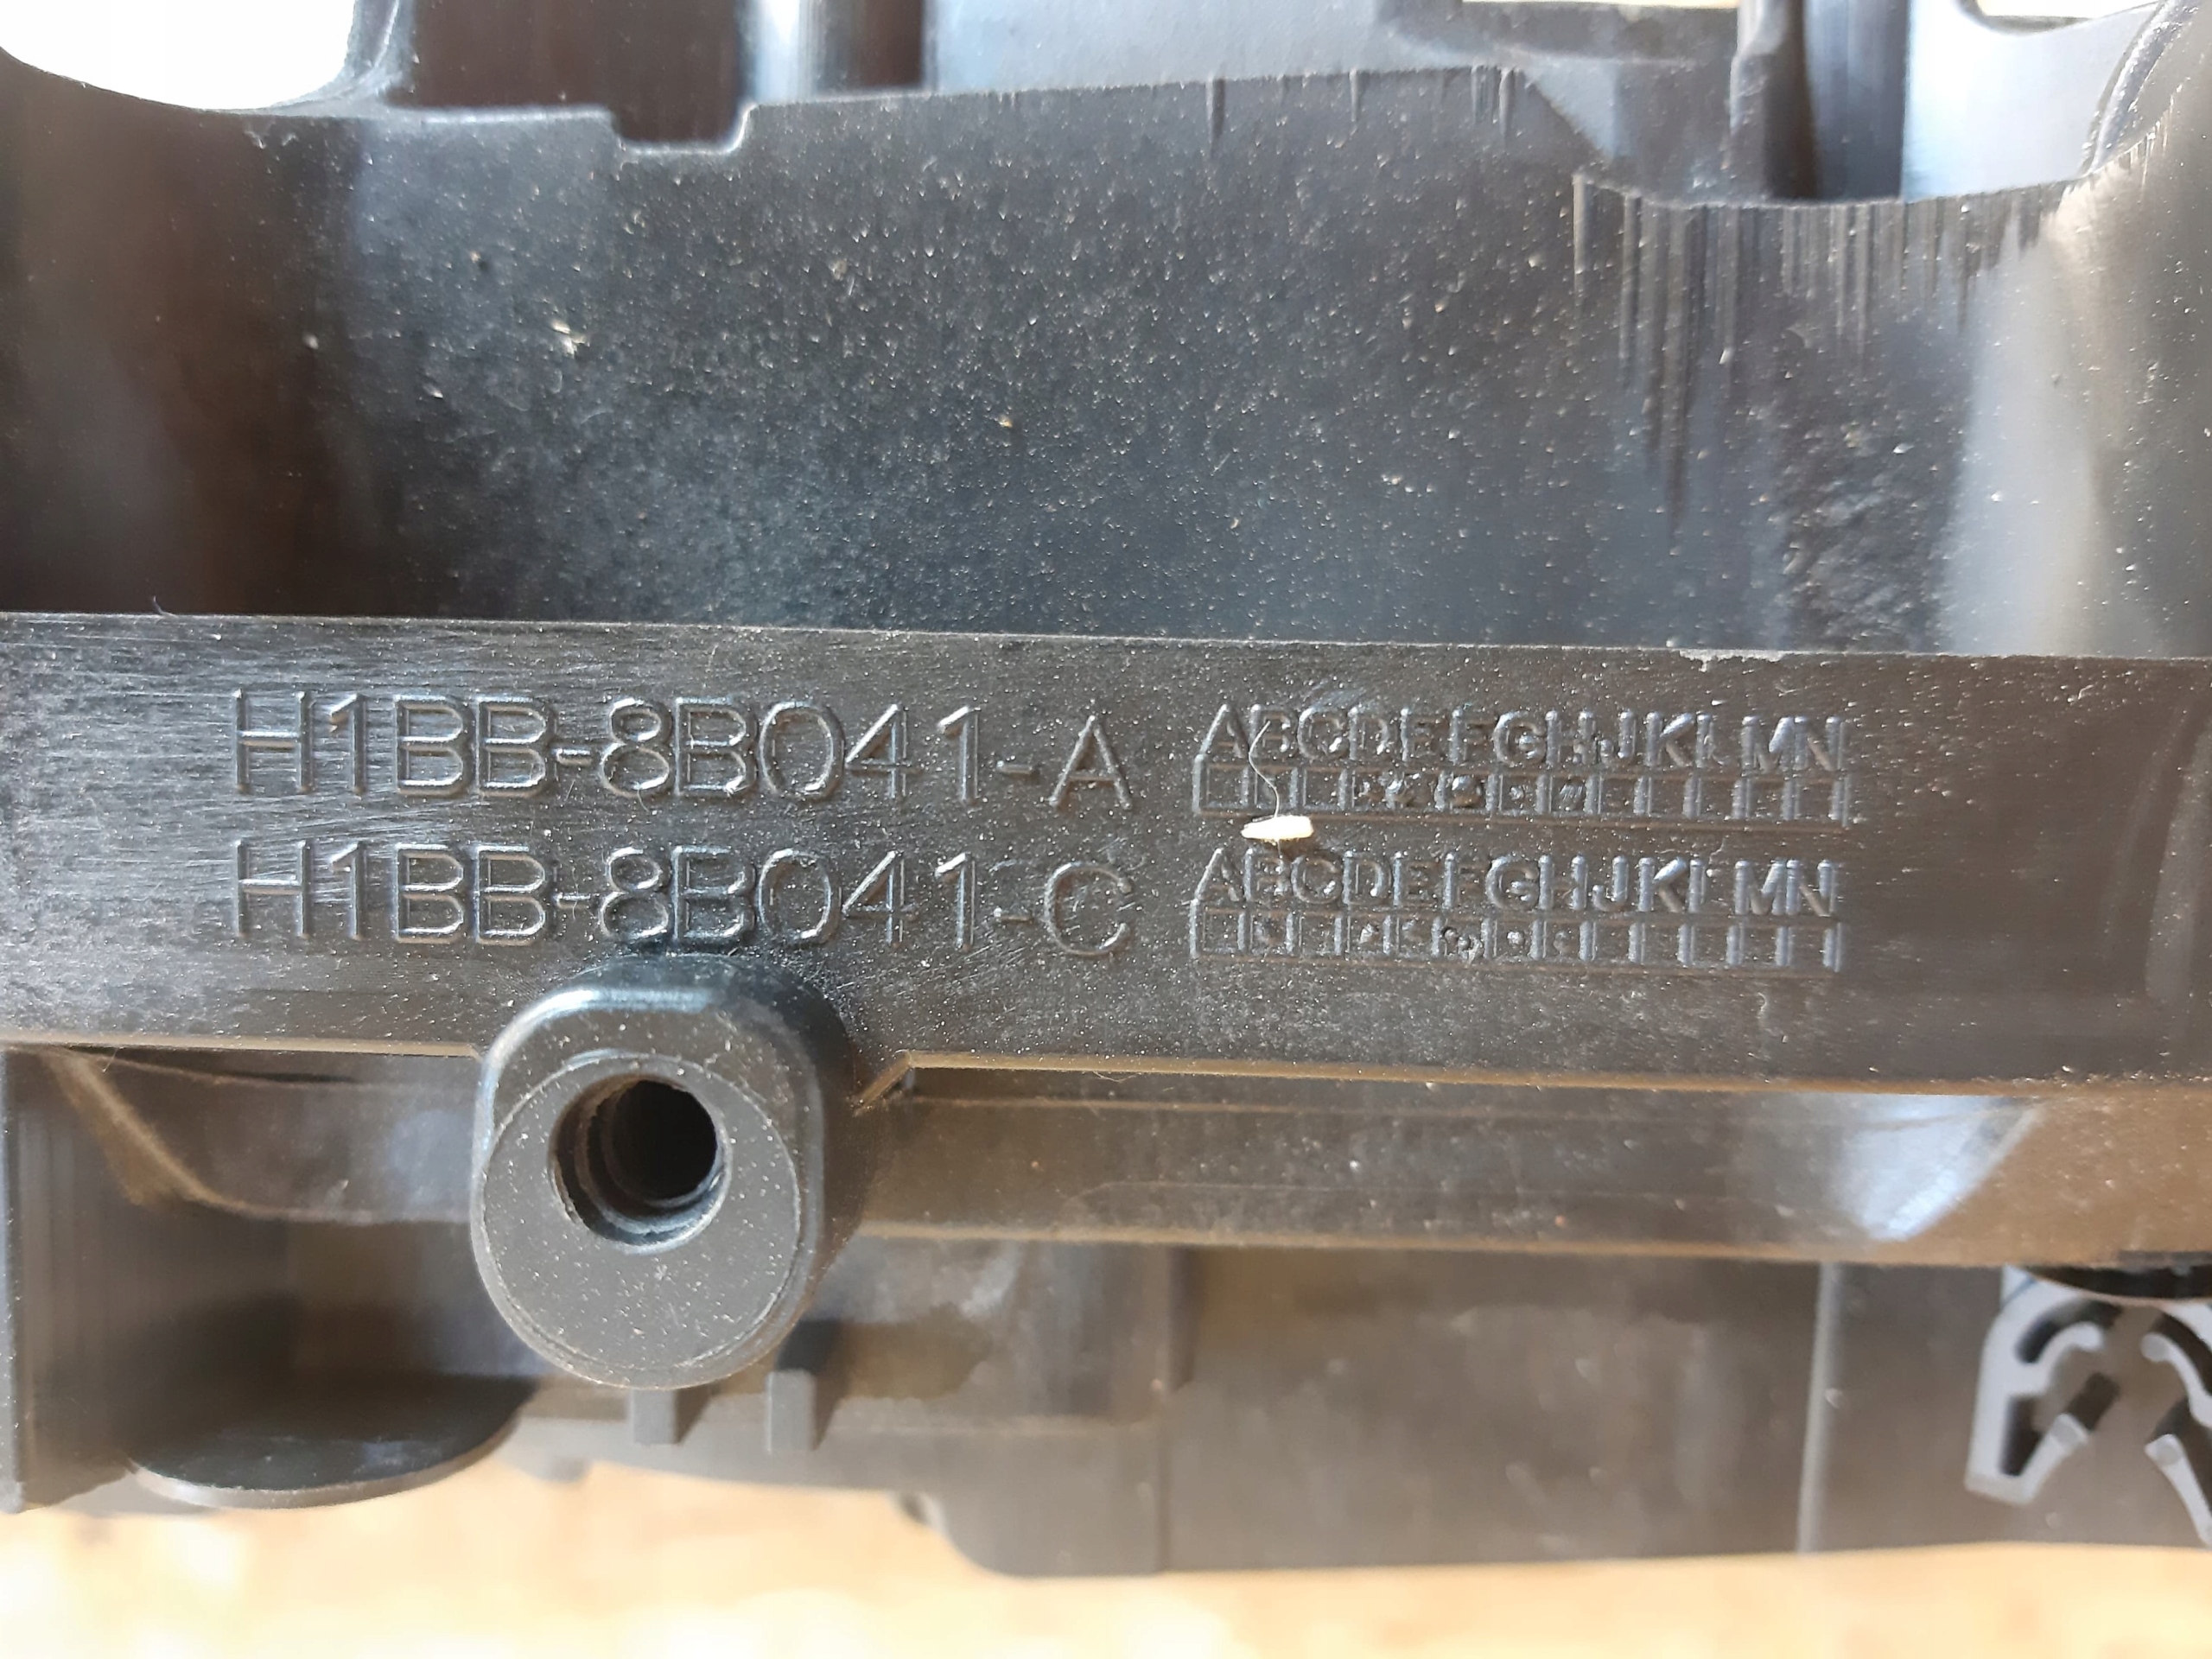 H1BB-8B041-A ABCDEFGHJKLMN
H1BB-8B041-C ABCDEFGHJKLMN